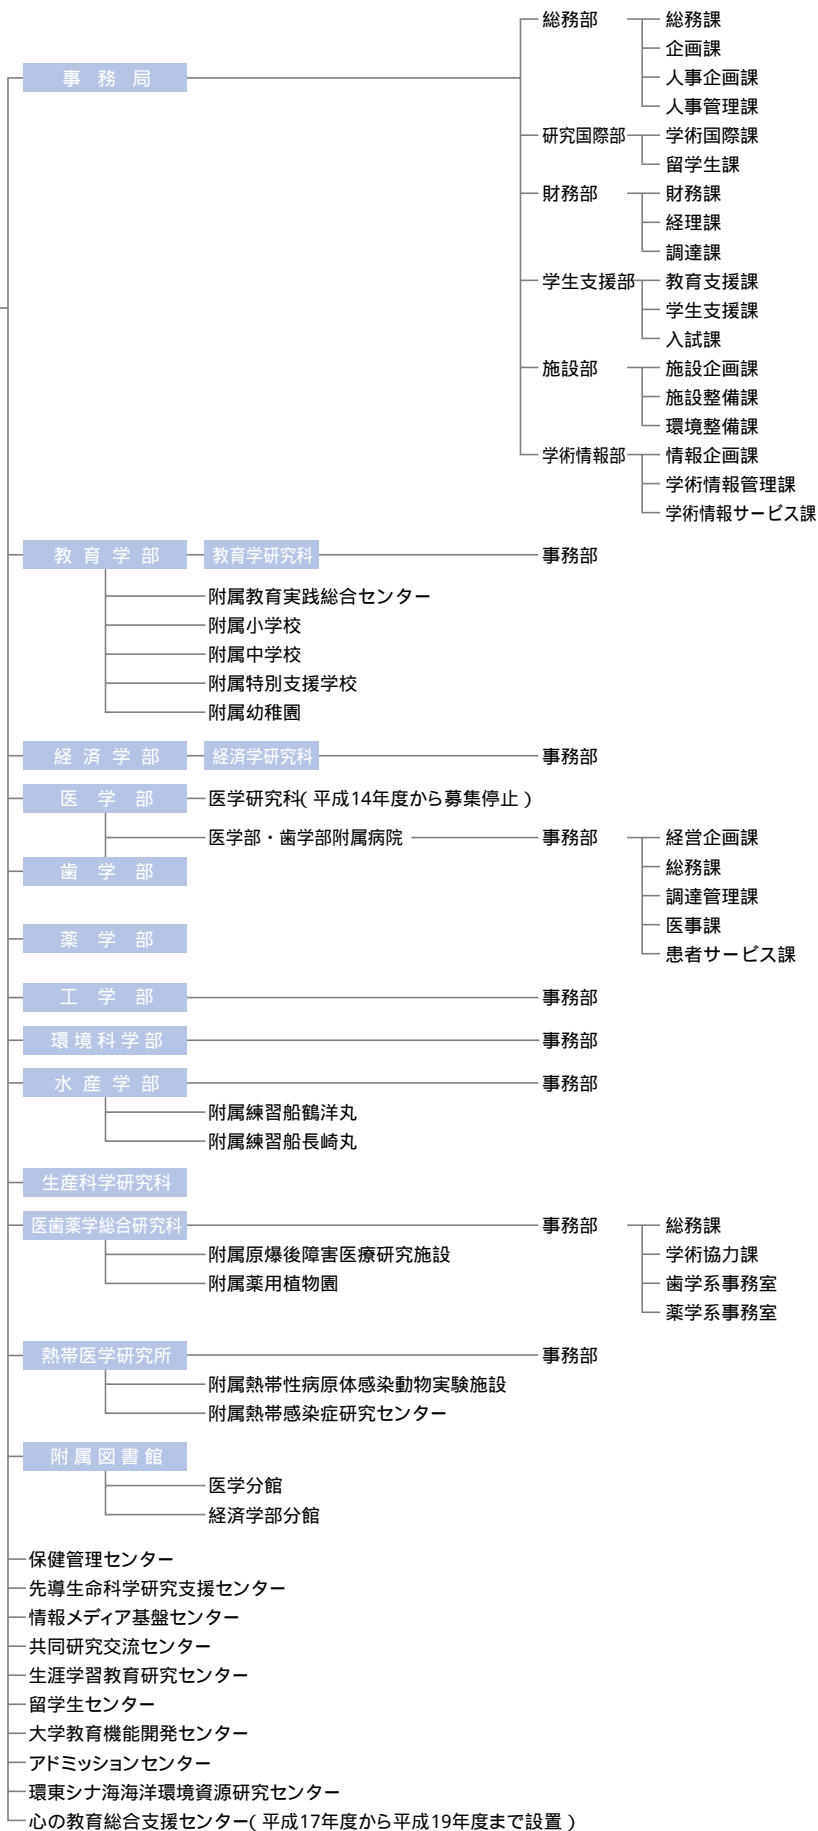 総務部 総務課
企画課
事務局 人事企画課
人事管理課
研究国際部 学術国際課
留学生課
財務部 財務課
経理課
調達課
学生支援部 教育支援課
学生支援課
入試課
施設部 施設企画課
施設整備課
環境整備課
学術情報部 情報企画課
学術情報管理課
学術情報サービス課
教育学部 教育学研究科 事務部
附属教育実践総合センター
附属小学校
附属中学校
附属特別支援学校
附属幼稚園
経済学部 経済学研究科 事務部
医学部 医学研究科(平成14年度から募集停止)
医学部・歯学部附属病院 事務部 経営企画課
歯学部 総務課
調達管理課
医事課
薬学部
患者サービス課
工学部 事務部
環境科学部 事務部
水産学部 事務部
附属練習船鶴洋丸
附属練習船長崎丸
生産科学研究科
医歯薬学総合研究科 事務部 総務課
附属原爆後障害医療研究施設 学術協力課
附属薬用植物園 歯学系事務室
薬学系事務室
熱帯医学研究所 事務部
附属熱帯性病原体感染動物実験施設
附属熱帯感染症研究センター
附属図書館
医学分館
経済学部分館
保健管理センター
先導生命科学研究支援センター
情報メディア基盤センター
共同研究交流センター
生涯学習教育研究センター
留学生センター
大学教育機能開発センター
アドミッションセンター
環東シナ海海洋環境資源研究センター
心の教育総合支援センター(平成17年度から平成19年度まで設置)